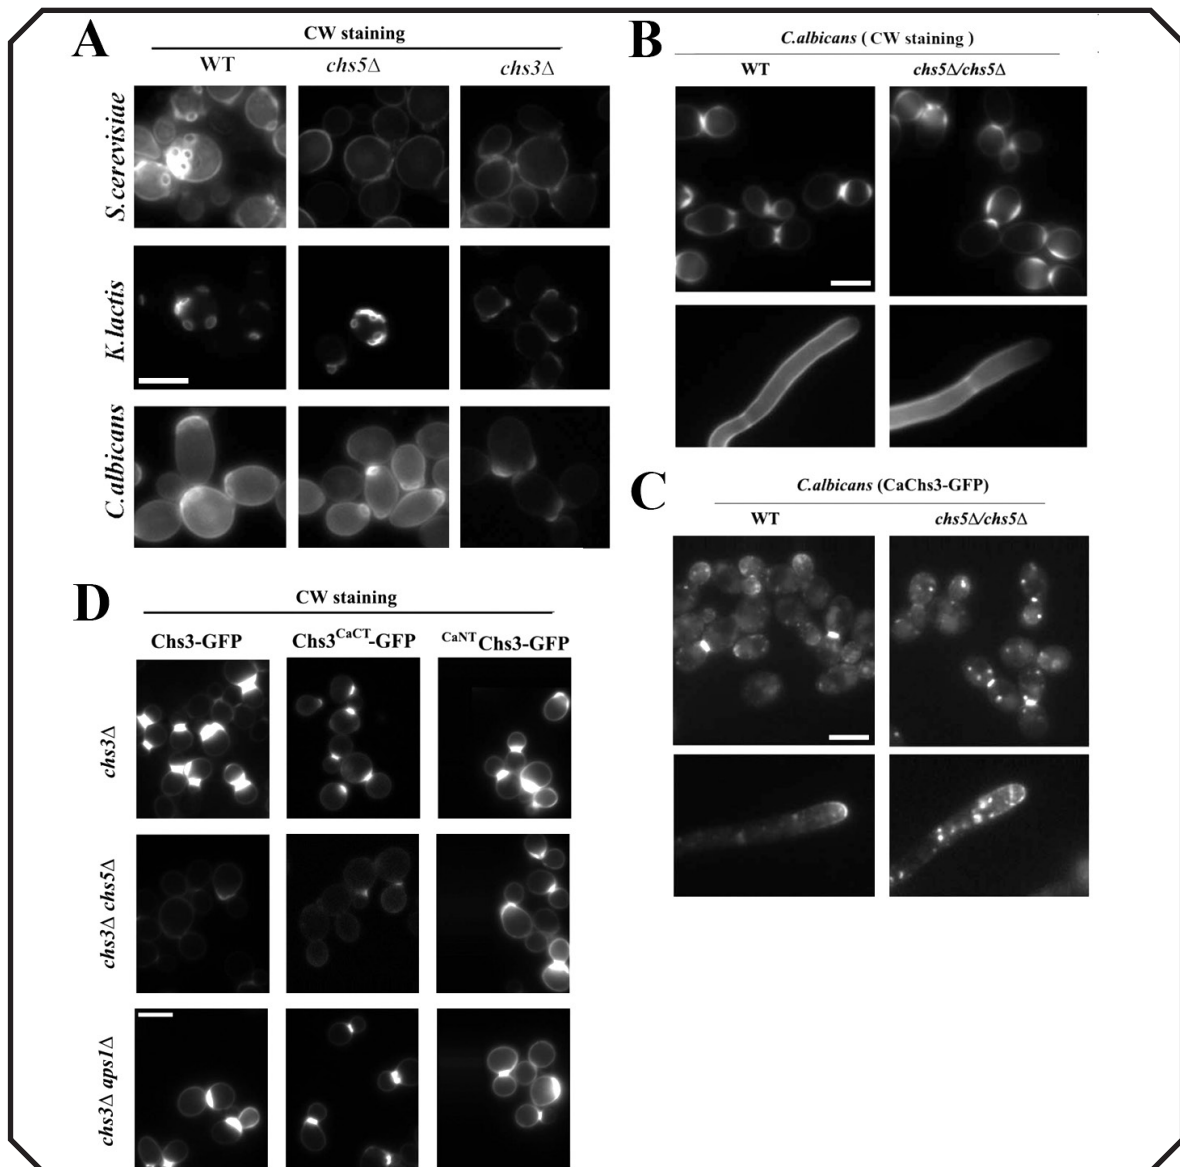 A
CW staining
WT chs5Δ chs3Δ
S.cerevisiae
K.lactis
C.albicans
B
C.albicans ( CW staining )
WT chs5Δ/chs5Δ
C
C.albicans (CaChs3-GFP)
WT chs5Δ/chs5Δ
D
CW staining
Chs3-GFP Chs3CaCT-GFP CaNTChs3-GFP
chs3Δ
chs3Δ chs5Δ
chs3Δ aps1Δ